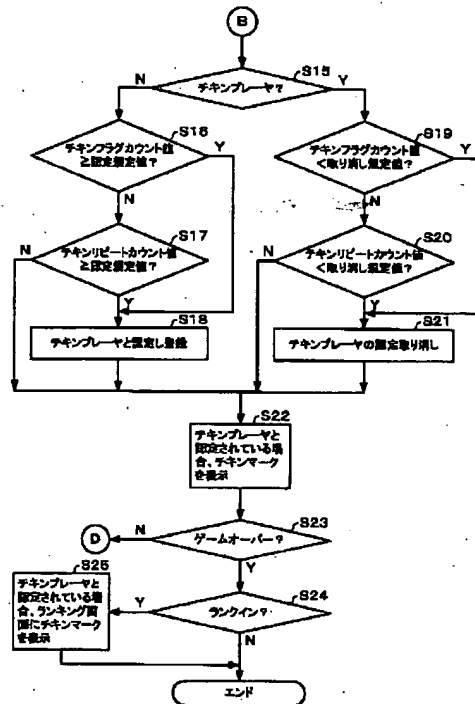 B
S15
N
チキンプレーヤ?
Y
S16
チキンフラグカウント値
≧認定規定値?
Y
N
S19
チキンフラグカウント値
<取り消し規定値?
Y
N
S17
N
チキンリピートカウント値
≧認定規定値?
Y
S20
N
チキンリピートカウント値
<取り消し規定値?
Y
S18
チキンプレーヤと認定し登録
S21
チキンプレーヤの認定取り消し
S22
チキンプレーヤと
認定されている場
合、チキンマーク
を表示
S23
D
N
ゲームオーバー?
Y
S25
チキンプレーヤと
認定されている場
合、ランキング画
面にチキンマーク
を表示
S24
Y
ランクイン?
N
エンド